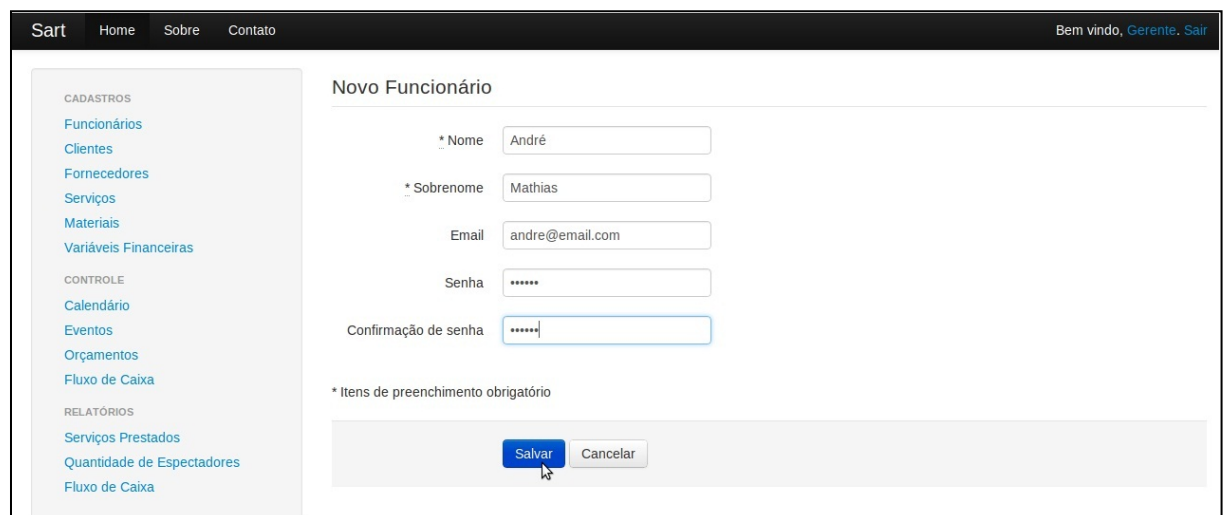 Sart Home Sobre Contato Bem vindo, Gerente. Sair
CADASTROS
Funcionários
Clientes
Fornecedores
Serviços
Materiais
Variáveis Financeiras
CONTROLE
Calendário
Eventos
Orçamentos
Fluxo de Caixa
RELATÓRIOS
Serviços Prestados
Quantidade de Espectadores
Fluxo de Caixa
Novo Funcionário
* Nome André
* Sobrenome Mathias
Email andre@email.com
Senha ••••••
Confirmação de senha ••••••
* Itens de preenchimento obrigatório
Salvar Cancelar